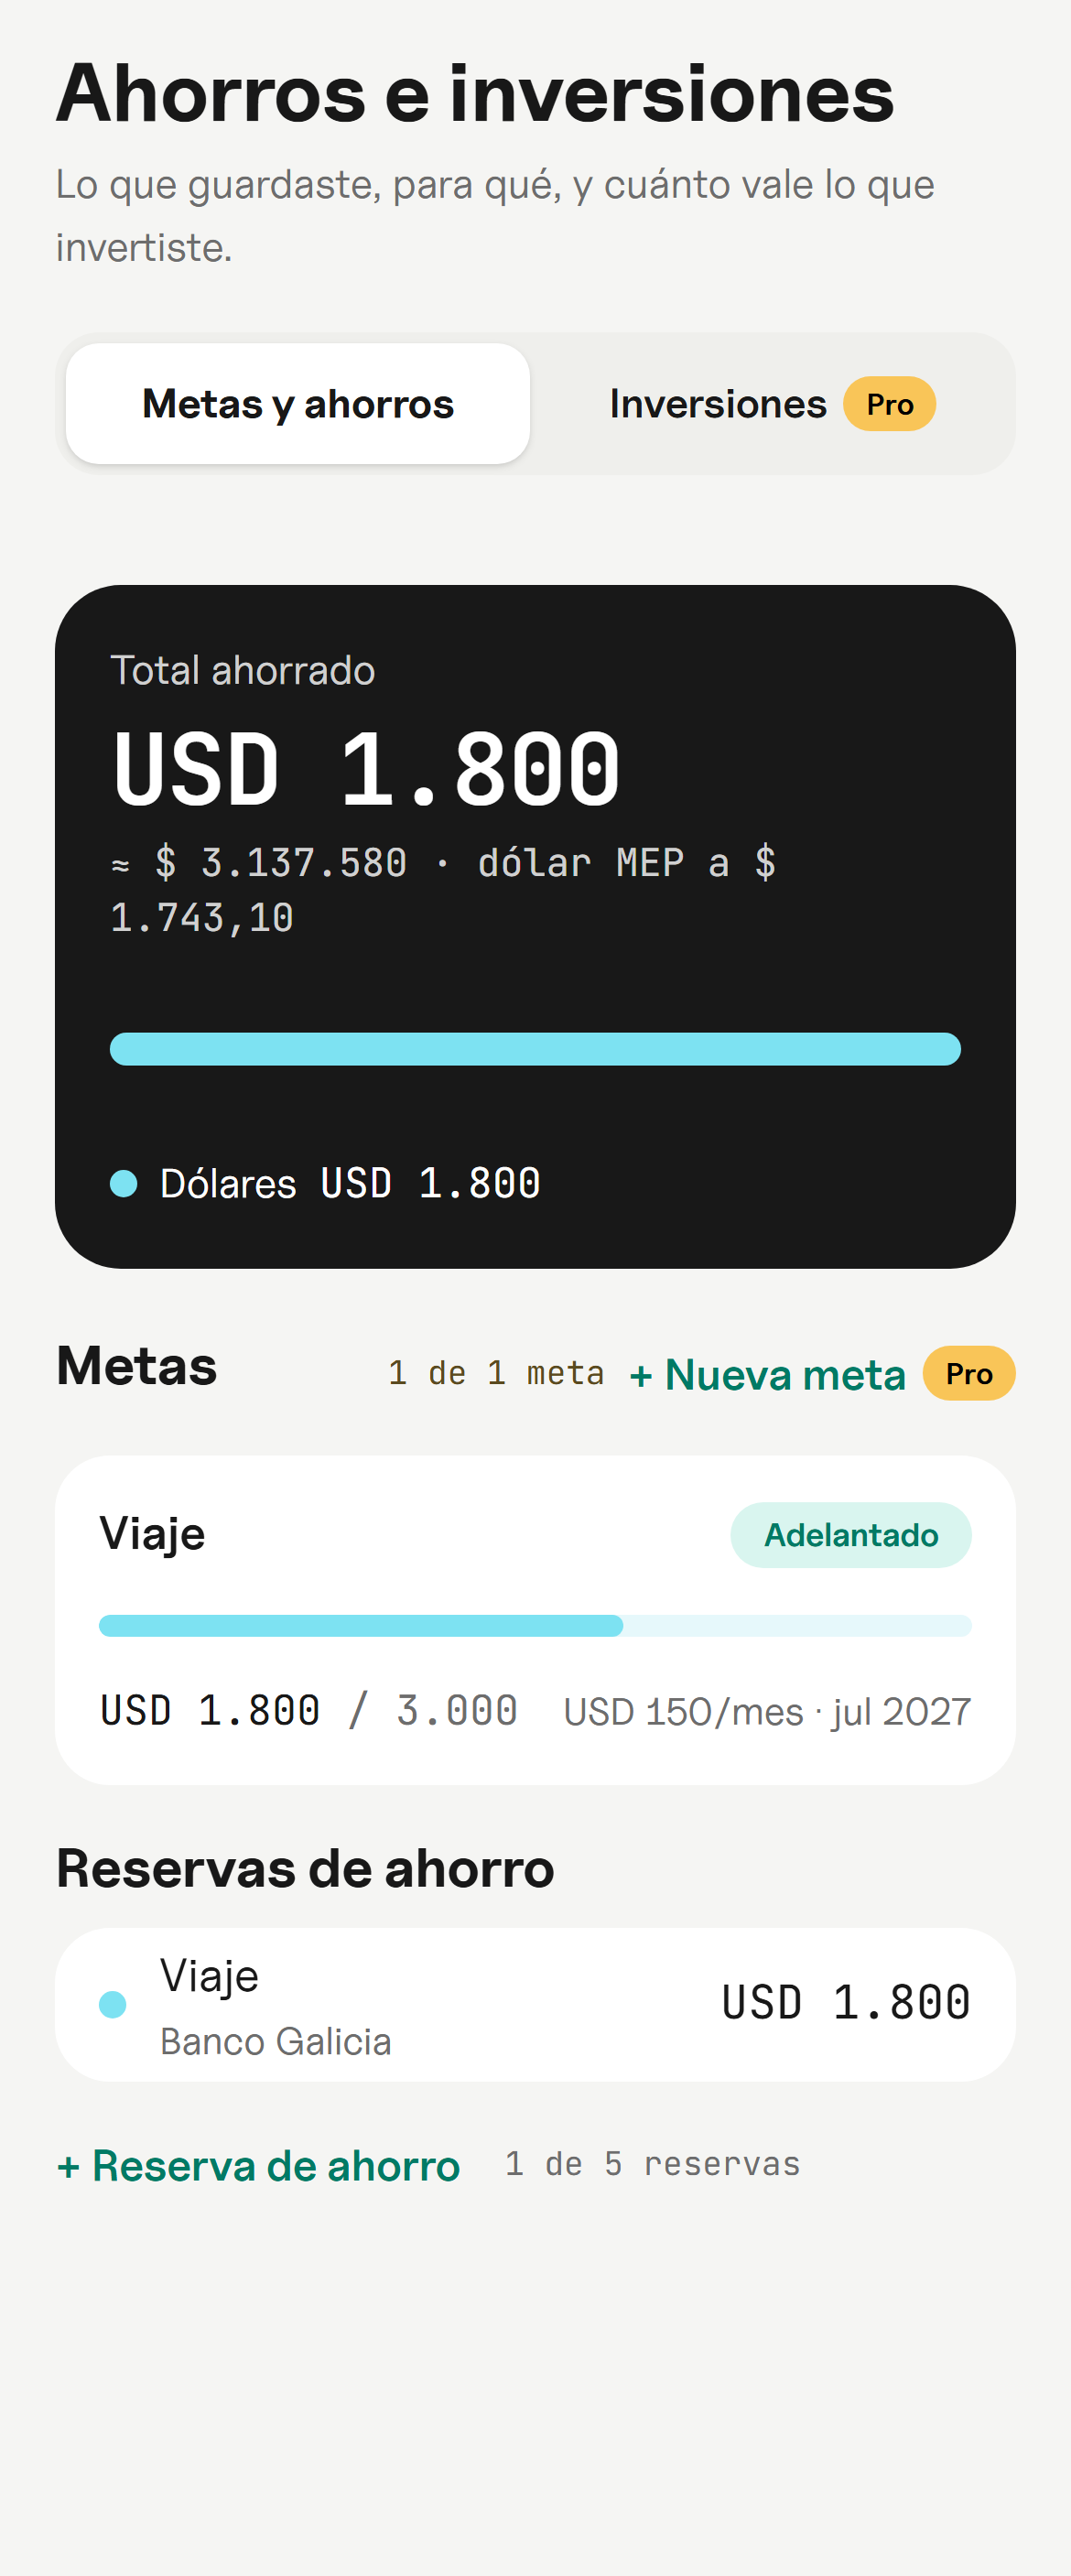 Ahorros e inversiones
Lo que guardaste, para qué, y cuánto vale lo que
invertiste.
Metas y ahorros
Inversiones Pro
Total ahorrado
USD 1.800
≈ $ 3.137.580 · dólar MEP a $
1.743,10
Dólares USD 1.800
Metas 1 de 1 meta + Nueva meta Pro
Viaje Adelantado
USD 1.800 / 3.000 USD 150/mes · jul 2027
Reservas de ahorro
Viaje
Banco Galicia
USD 1.800
+ Reserva de ahorro 1 de 5 reservas